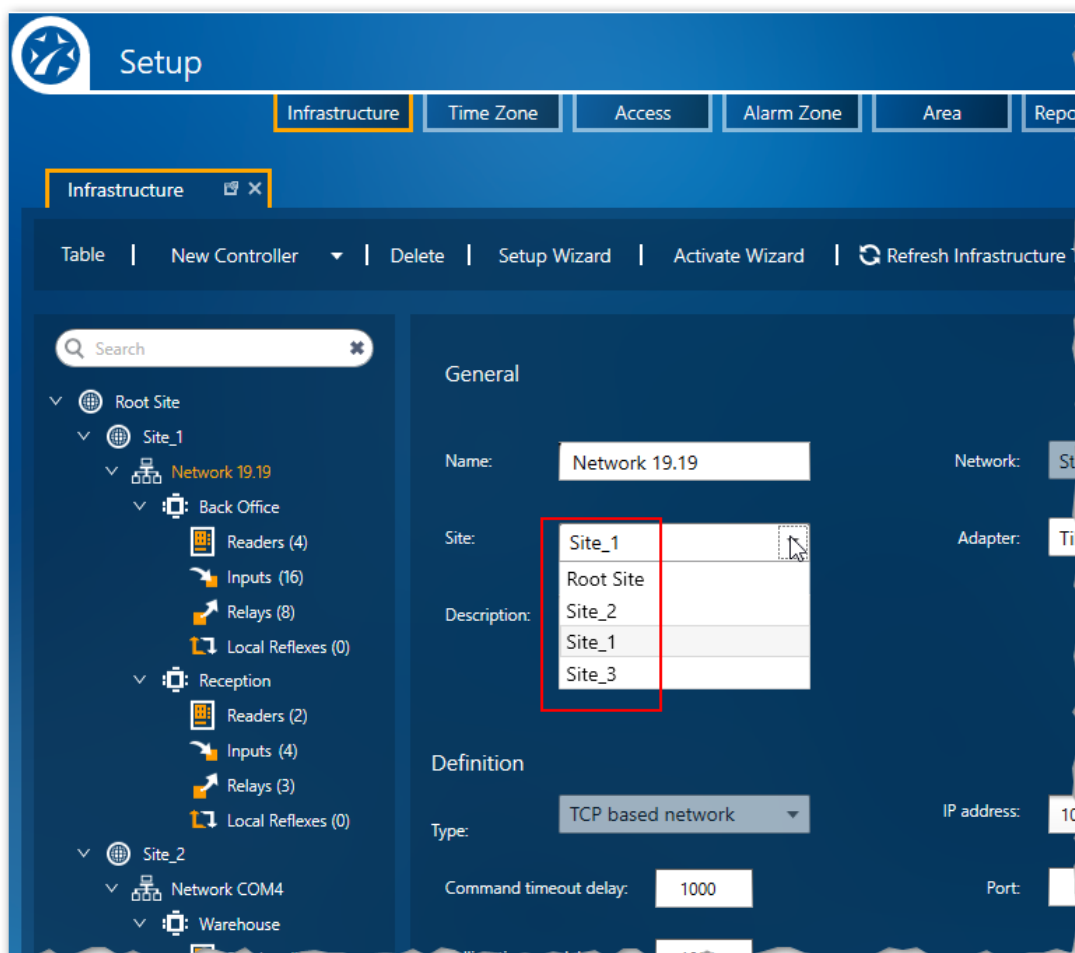 Setup
Infrastructure Time Zone Access Alarm Zone Area
Infrastructure
Table | New Controller | Delete | Setup Wizard | Activate Wizard | Refresh Infrastructure
Search
General
Root Site
Site_1
Name: Network 19.19 Network:
Network 19.19
Back Office
Site: Site_1 Adapter:
Readers (4)
Root Site
Inputs (16)
Site_2
Relays (8)
Description:
Site_1
Local Reflexes (0)
Site_3
Reception
Readers (2)
Inputs (4)
Definition
Relays (3)
Type: TCP based network IP address:
Local Reflexes (0)
Site_2
Network COM4
Command timeout delay: 1000 Port:
Warehouse